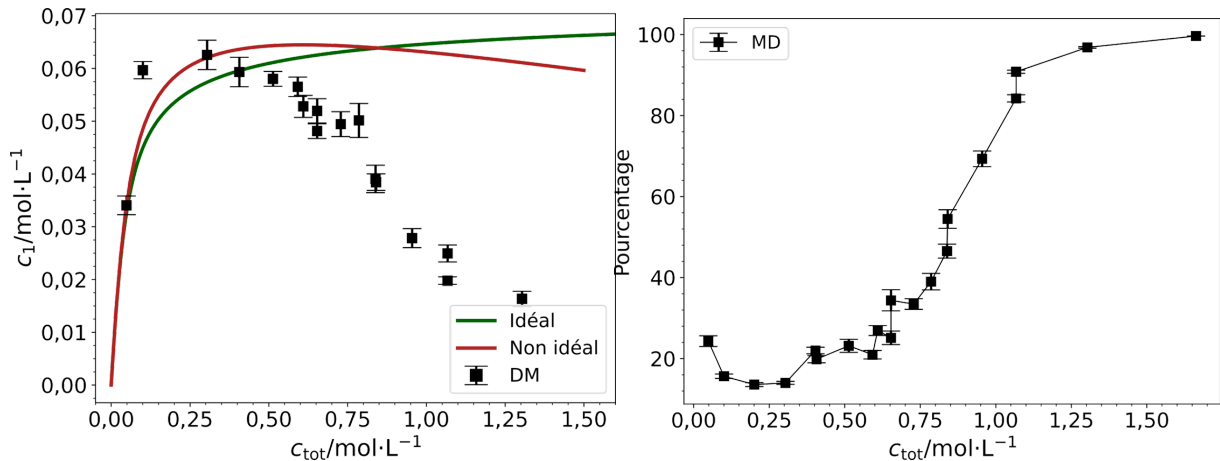 0,07
0,06
0,05
0,04
0,03
0,02
0,01
0,00
c₁/mol·L⁻¹
0,00 0,25 0,50 0,75 1,00 1,25 1,50
c_tot/mol·L⁻¹
Idéal
Non idéal
DM
100
80
60
40
20
Pourcentage
0,00 0,25 0,50 0,75 1,00 1,25 1,50
c_tot/mol·L⁻¹
MD